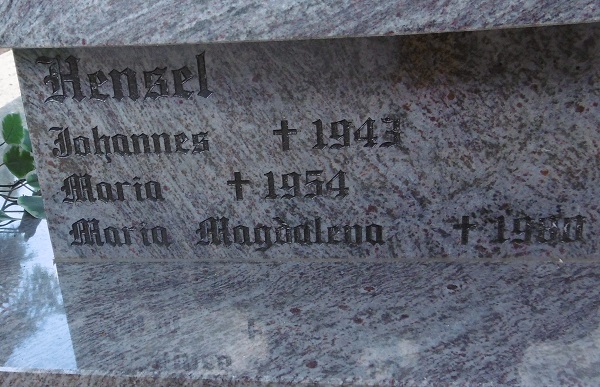 Hensel
Johannes † 1943
Maria † 1954
Maria Magdalena †